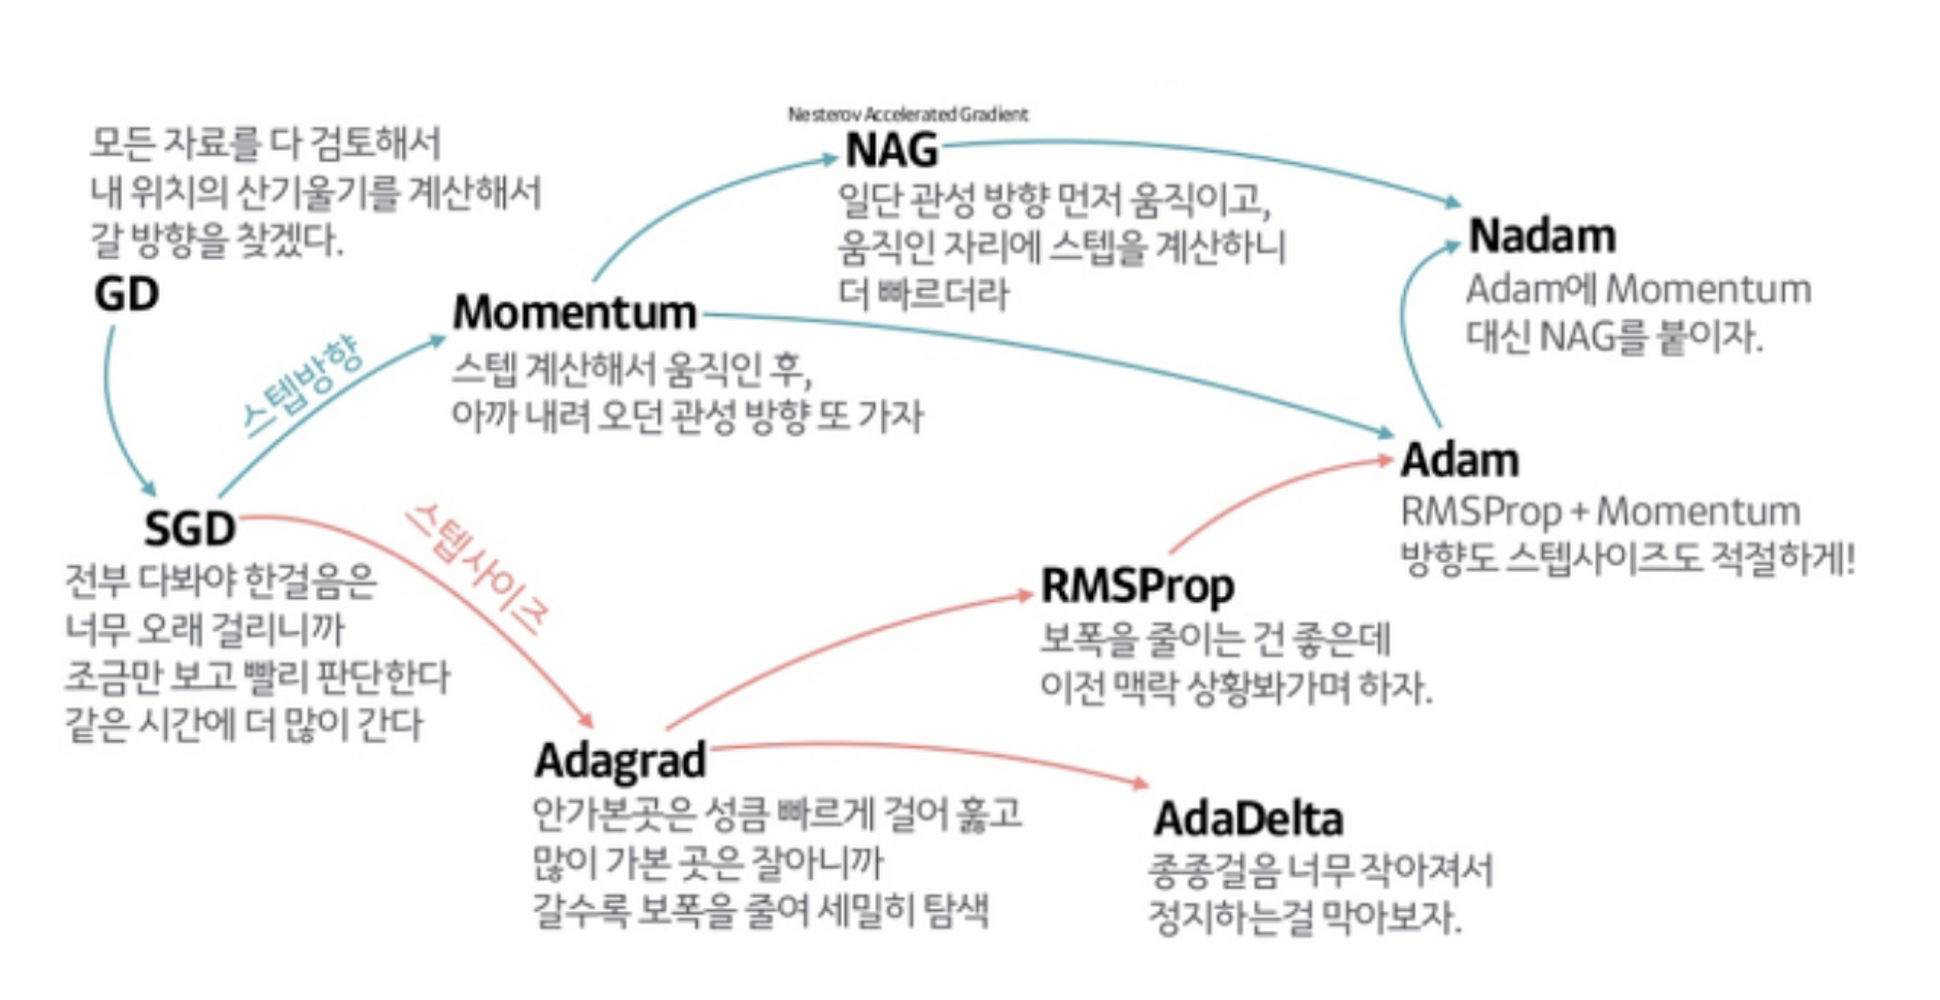 모든 자료를 다 검토해서
내 위치의 산기울기를 계산해서
갈 방향을 찾겠다.
GD
스텝방향
SGD
전부 다봐야 한걸음은
너무 오래 걸리니까
조금만 보고 빨리 판단한다
같은 시간에 더 많이 간다
Momentum
스텝 계산해서 움직인 후,
아까 내려 오던 관성 방향 또 가자
Nesterov Accelerated Gradient
NAG
일단 관성 방향 먼저 움직이고,
움직인 자리에 스텝을 계산하니
더 빠르더라
Nadam
Adam에 Momentum
대신 NAG를 붙이자.
Adam
RMSProp + Momentum
방향도 스텝사이즈도 적절하게!
스텝사이즈
RMSProp
보폭을 줄이는 건 좋은데
이전 맥락 상황봐가며 하자.
Adagrad
안가본곳은 성큼 빠르게 걸어 훓고
많이 가본 곳은 잘아니까
갈수록 보폭을 줄여 세밀히 탐색
AdaDelta
종종걸음 너무 작아져서
정지하는걸 막아보자.